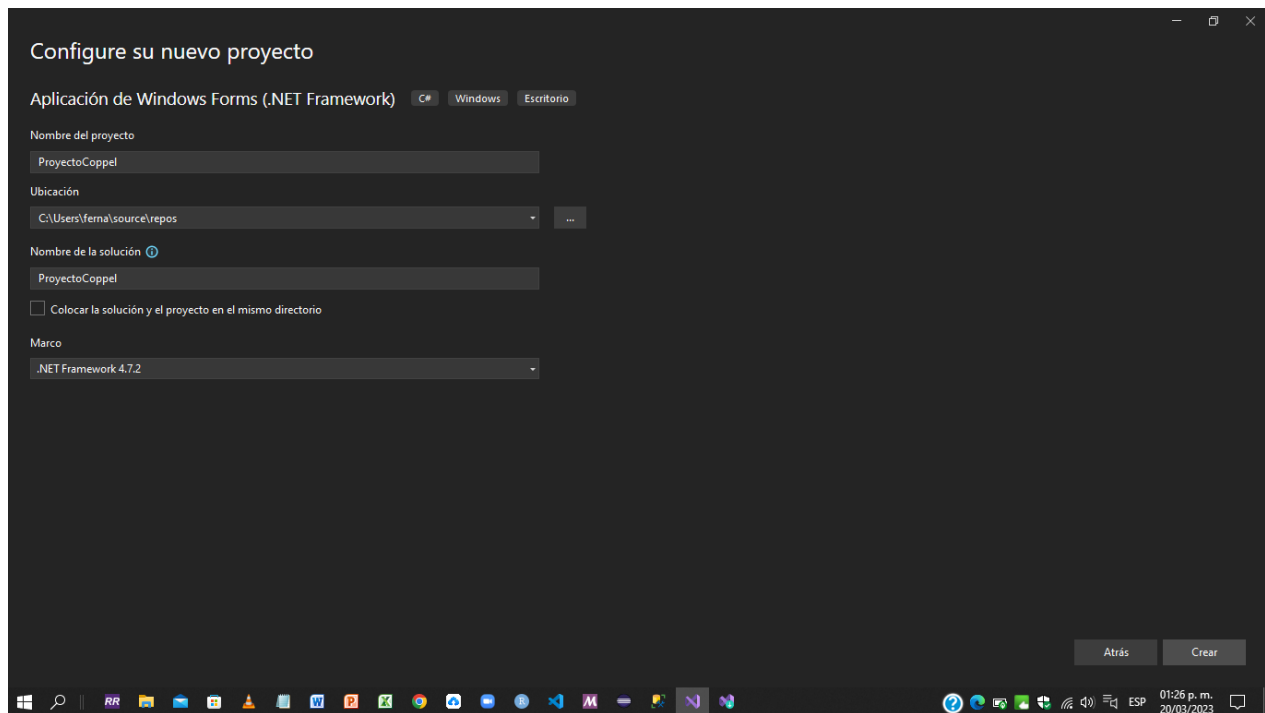 Configure su nuevo proyecto
Aplicación de Windows Forms (.NET Framework) C# Windows Escritorio
Nombre del proyecto
ProyectoCoppel
Ubicación
C:\Users\ferna\source\repos
...
Nombre de la solución
ProyectoCoppel
Colocar la solución y el proyecto en el mismo directorio
Marco
.NET Framework 4.7.2
Atrás Crear
RR W P X R M ESP 01:26 p. m.
20/03/2023